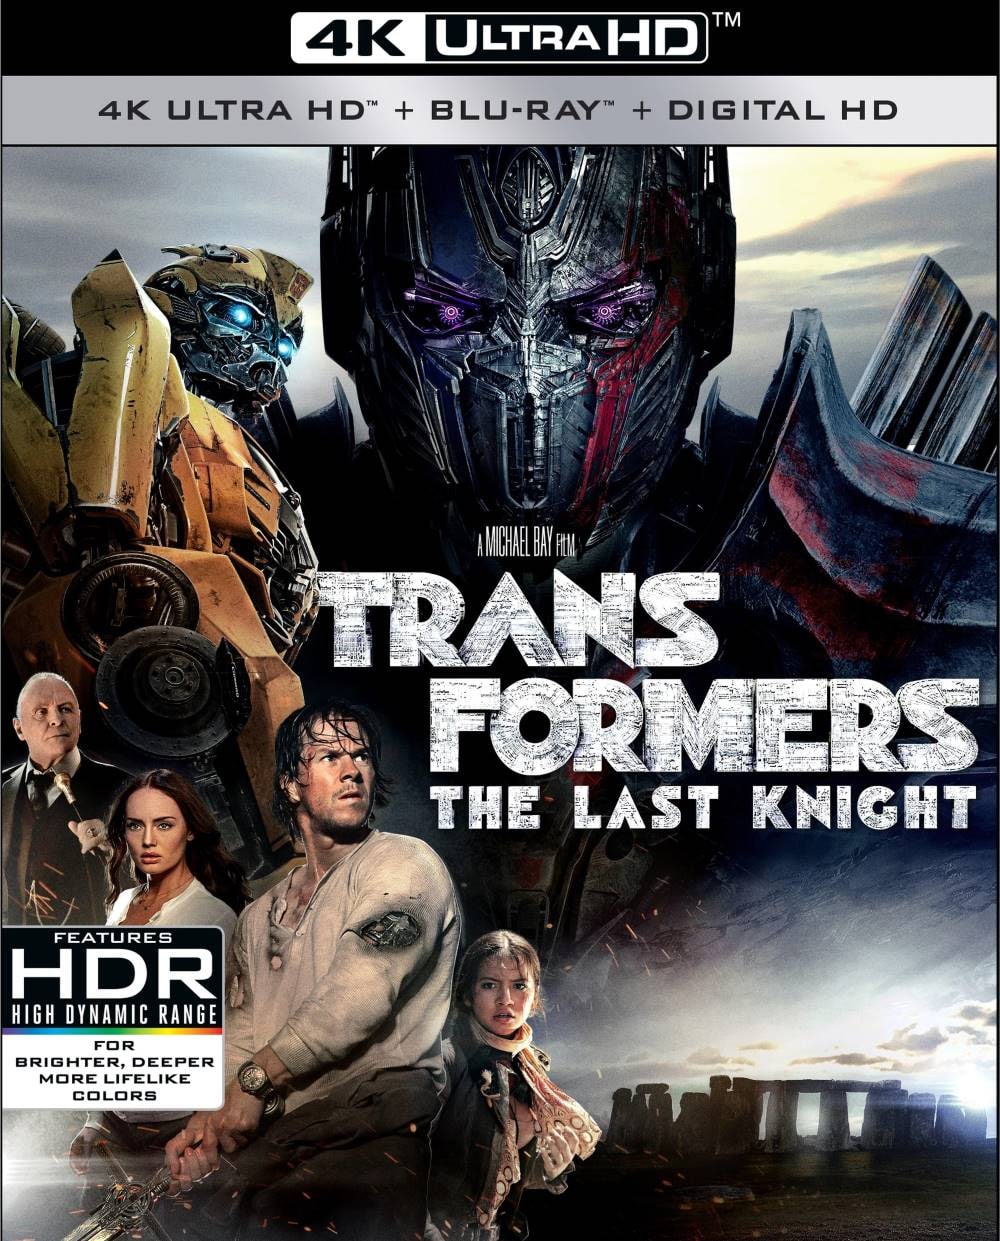 4K ULTRA HD™
4K ULTRA HD™ + BLU-RAY™ + DIGITAL HD
A MICHAEL BAY FILM
TRANS
FORMERS
THE LAST KNIGHT
FEATURES
HDR
HIGH DYNAMIC RANGE
FOR
BRIGHTER, DEEPER
MORE LIFELIKE
COLORS